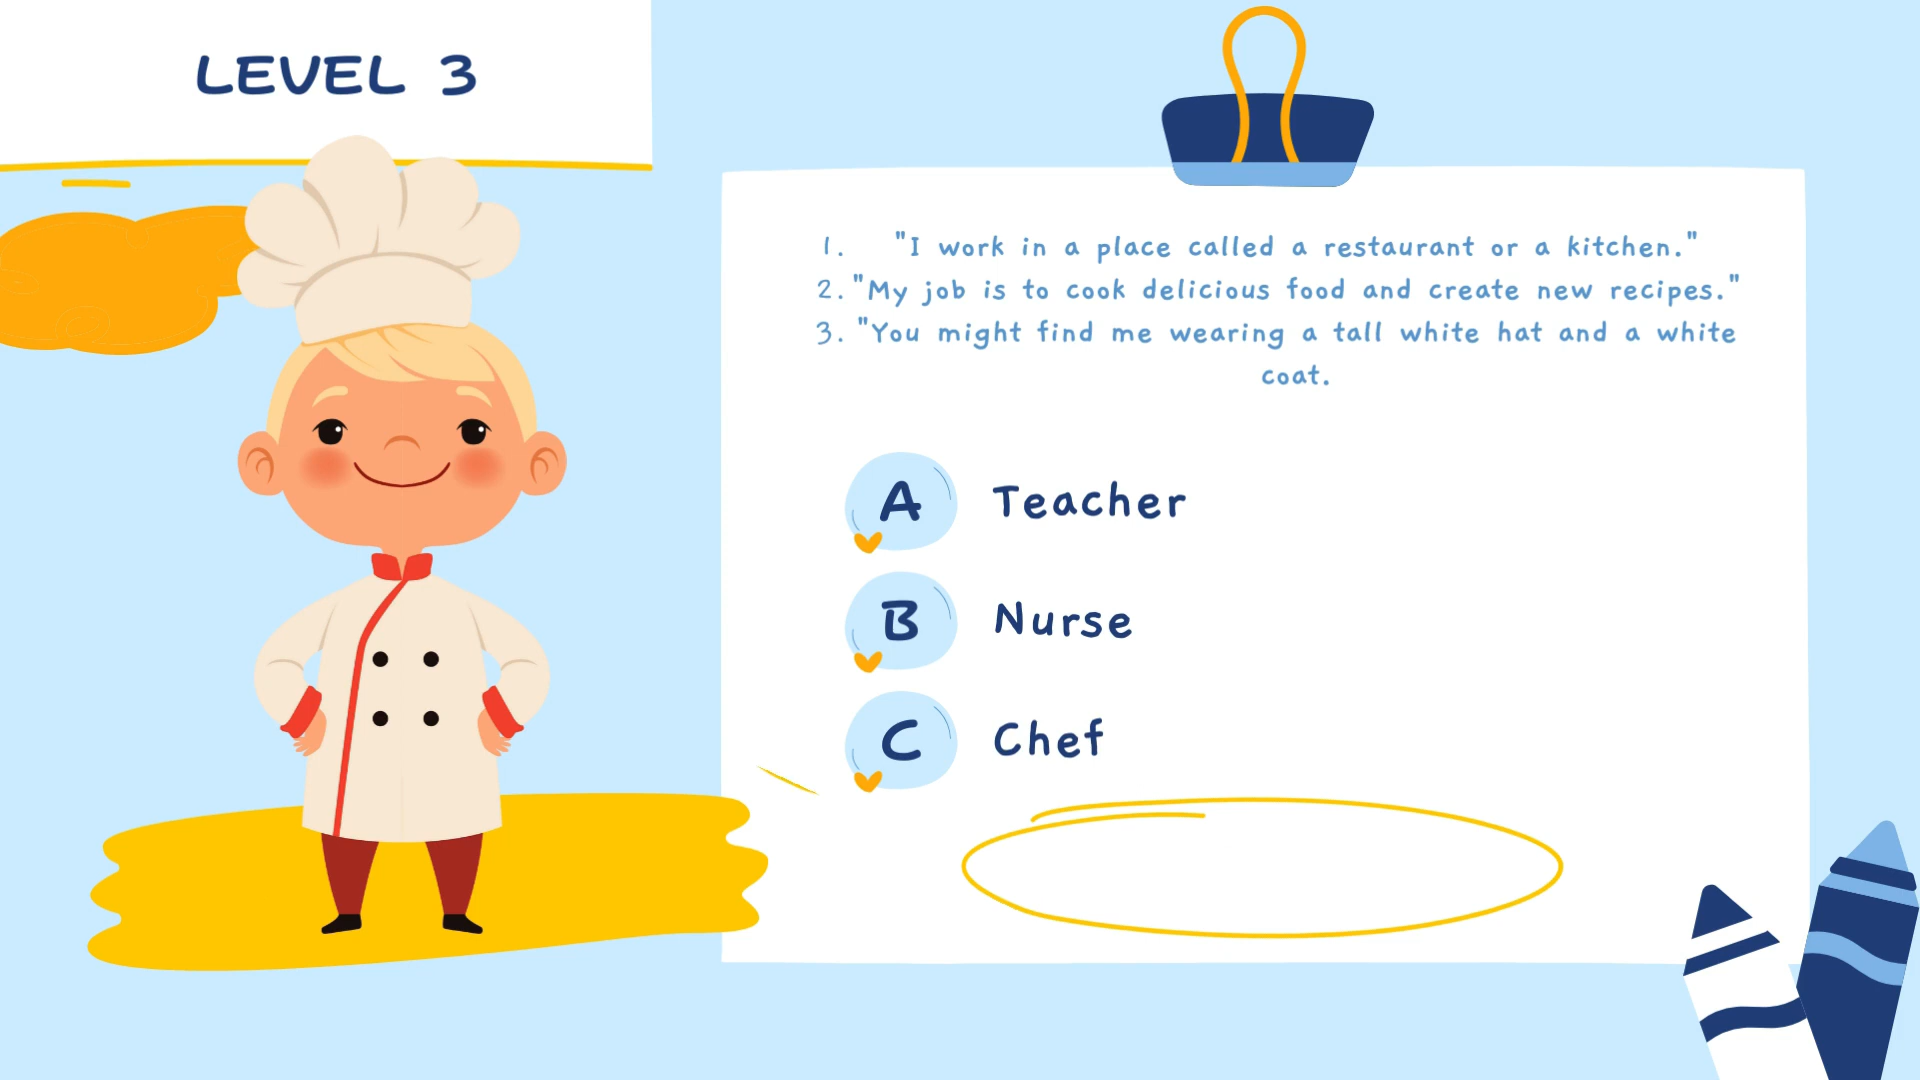 LEVEL 3
1. "I work in a place called a restaurant or a kitchen."
2. "My job is to cook delicious food and create new recipes."
3. "You might find me wearing a tall white hat and a white
coat.
A Teacher
B Nurse
C Chef